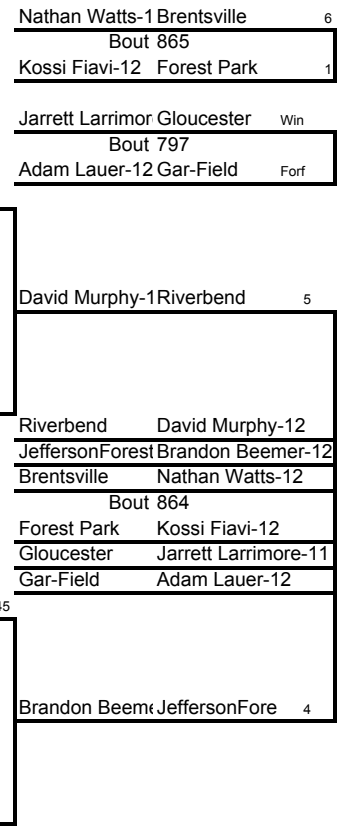 Nathan Watts-1 Brentsville 6
Bout 865
Kossi Fiavi-12 Forest Park 1
Jarrett Larrimor Gloucester Win
Bout 797
Adam Lauer-12 Gar-Field Forf
David Murphy-1 Riverbend 5
Riverbend David Murphy-12
JeffersonForest Brandon Beemer-12
Brentsville Nathan Watts-12
Bout 864
Forest Park Kossi Fiavi-12
Gloucester Jarrett Larrimore-11
Gar-Field Adam Lauer-12
45
Brandon Beeme JeffersonFore 4